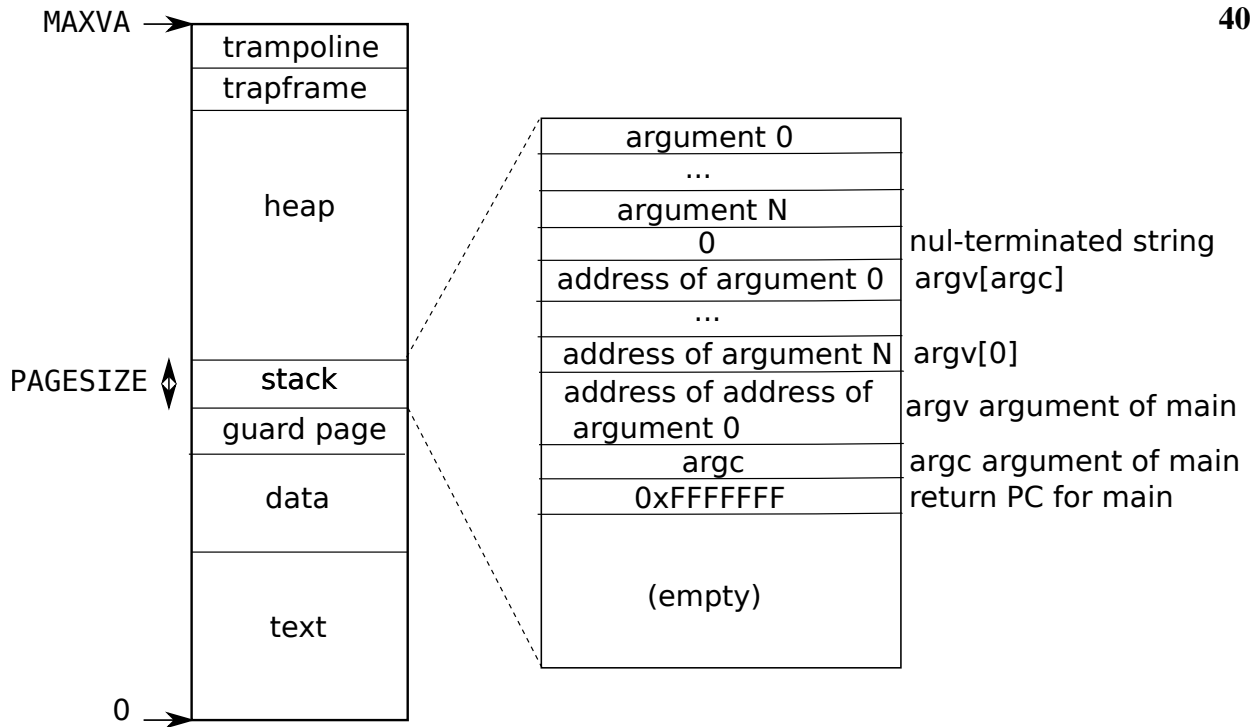 40
MAXVA
trampoline
trapframe
heap
PAGESIZE
stack
guard page
data
text
0
argument 0
...
argument N
0 nul-terminated string
address of argument 0 argv[argc]
...
address of argument N argv[0]
address of address of
argument 0
argv argument of main
argc argc argument of main
0xFFFFFFF return PC for main
(empty)